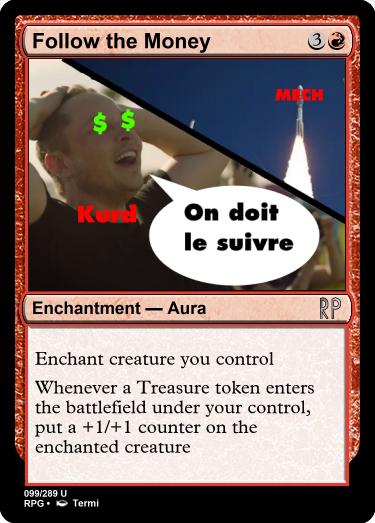 Follow the Money
3
MECH
$ $
Kurd
On doit
le suivre
Enchantment — Aura
RP
Enchant creature you control
Whenever a Treasure token enters
the battlefield under your control,
put a +1/+1 counter on the
enchanted creature
099/289 U
RPG • Termi